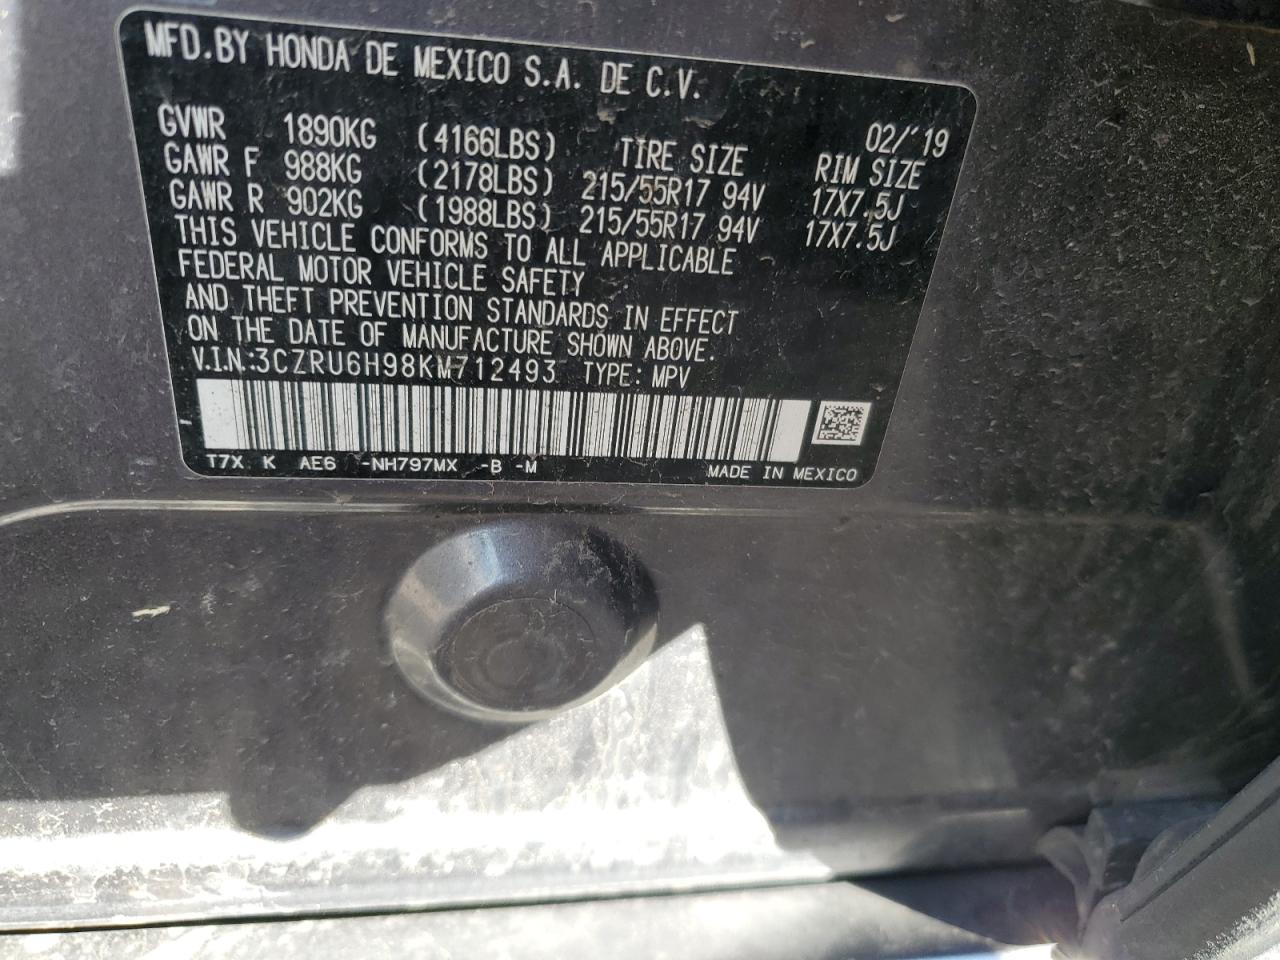 MFD.BY HONDA DE MEXICO S.A. DE C.V.
02/'19
GVWR 1890KG (4166LBS) TIRE SIZE RIM SIZE
GAWR F 988KG (2178LBS) 215/55R17 94V 17X7.5J
GAWR R 902KG (1988LBS) 215/55R17 94V 17X7.5J
THIS VEHICLE CONFORMS TO ALL APPLICABLE
FEDERAL MOTOR VEHICLE SAFETY
AND THEFT PREVENTION STANDARDS IN EFFECT
ON THE DATE OF MANUFACTURE SHOWN ABOVE.
V.I.N:3CZRU6H98KM712493 TYPE: MPV
T7X K AE6 -NH797MX -B -M MADE IN MEXICO